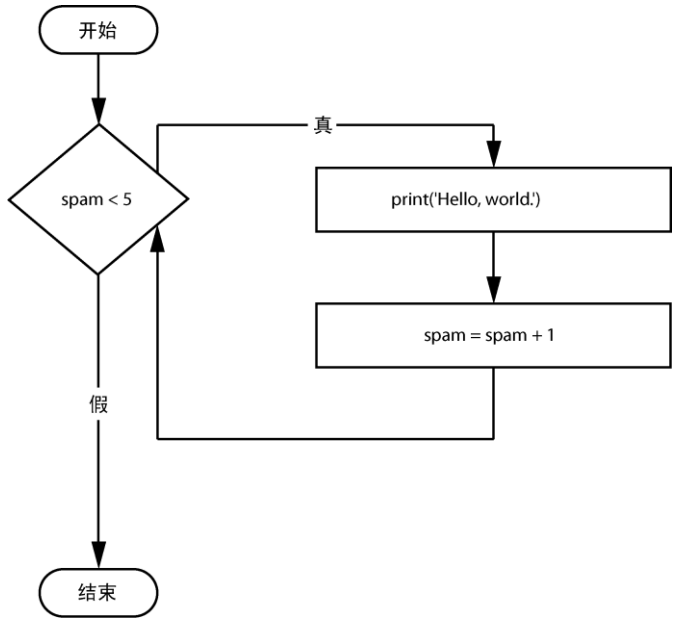 开始
真
spam < 5
print('Hello, world.')
spam = spam + 1
假
结束